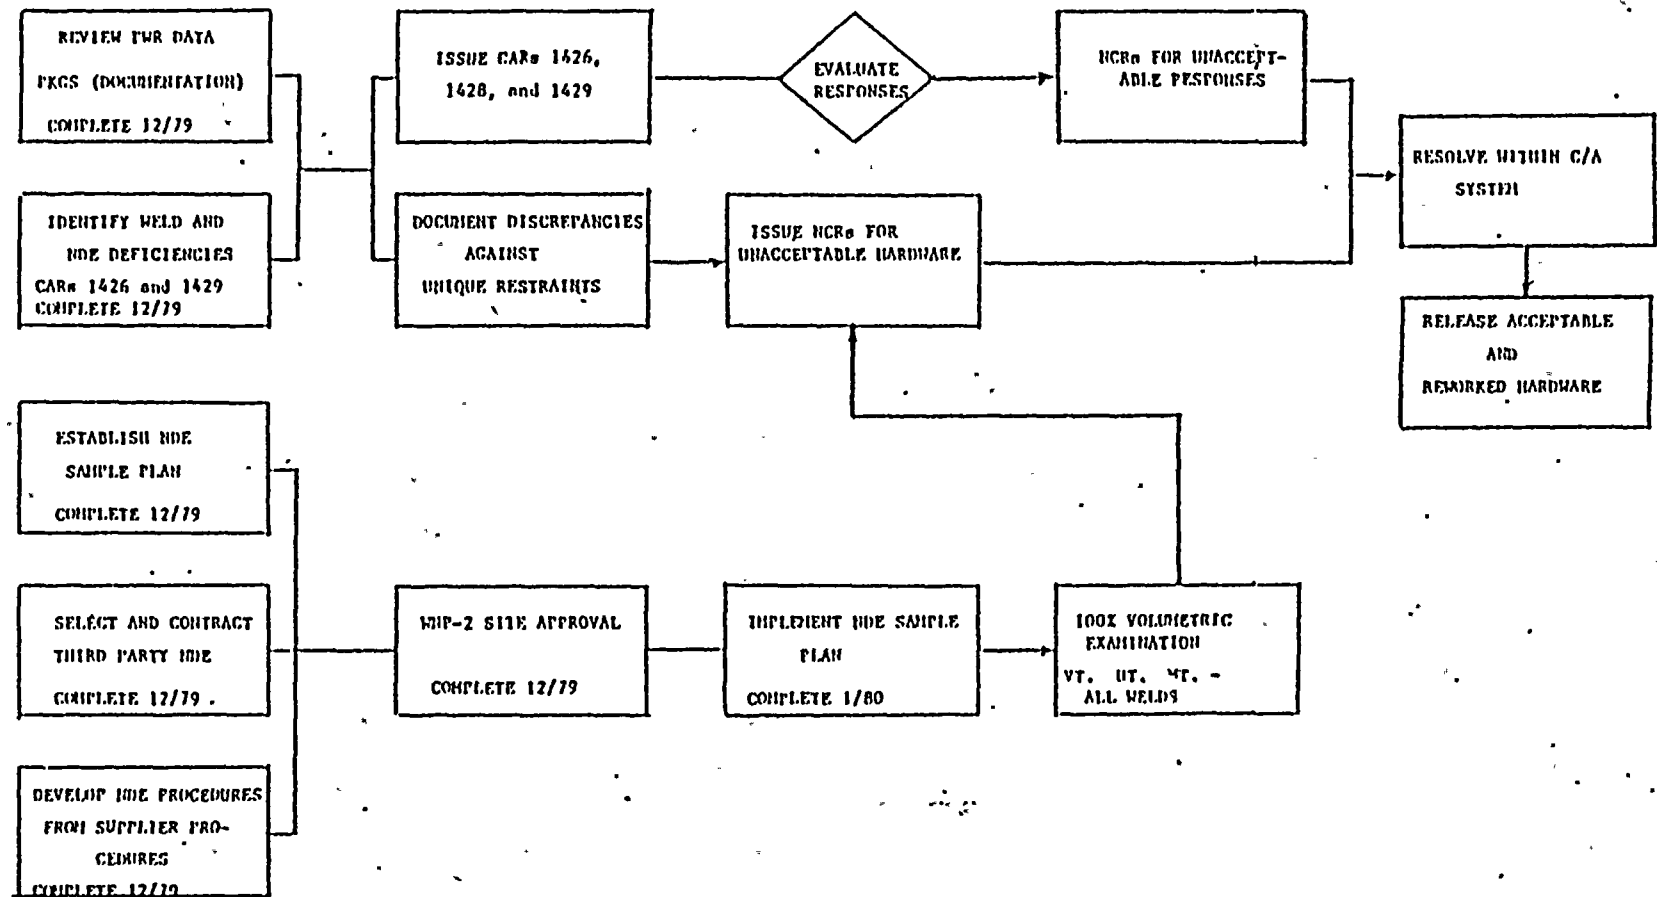 REVIEW PWR DATA
PKGS (DOCUMENTATION)
COMPLETE 12/79
ISSUE CARs 1426,
1428, and 1429
EVALUATE
RESPONSES
NCRs FOR UNACCEPT-
ABLE RESPONSES
RESOLVE WITHIN C/A
SYSTEM
IDENTIFY WELD AND
NDE DEFICIENCIES
CARs 1426 and 1429
COMPLETE 12/79
DOCUMENT DISCREPANCIES
AGAINST
UNIQUE RESTRAINTS
ISSUE NCRs FOR
UNACCEPTABLE HARDWARE
RELEASE ACCEPTABLE
AND
REWORKED HARDWARE
ESTABLISH NDE
SAMPLE PLAN
COMPLETE 12/79
SELECT AND CONTRACT
THIRD PARTY NDE
COMPLETE 12/79 .
WNP-2 SITE APPROVAL
COMPLETE 12/79
IMPLEMENT NDE SAMPLE
PLAN
COMPLETE 1/80
100% VOLUMETRIC
EXAMINATION
VT. UT. MT. -
ALL WELDS
DEVELOP NDE PROCEDURES
FROM SUPPLIER PRO-
CEDURES
COMPLETE 12/79